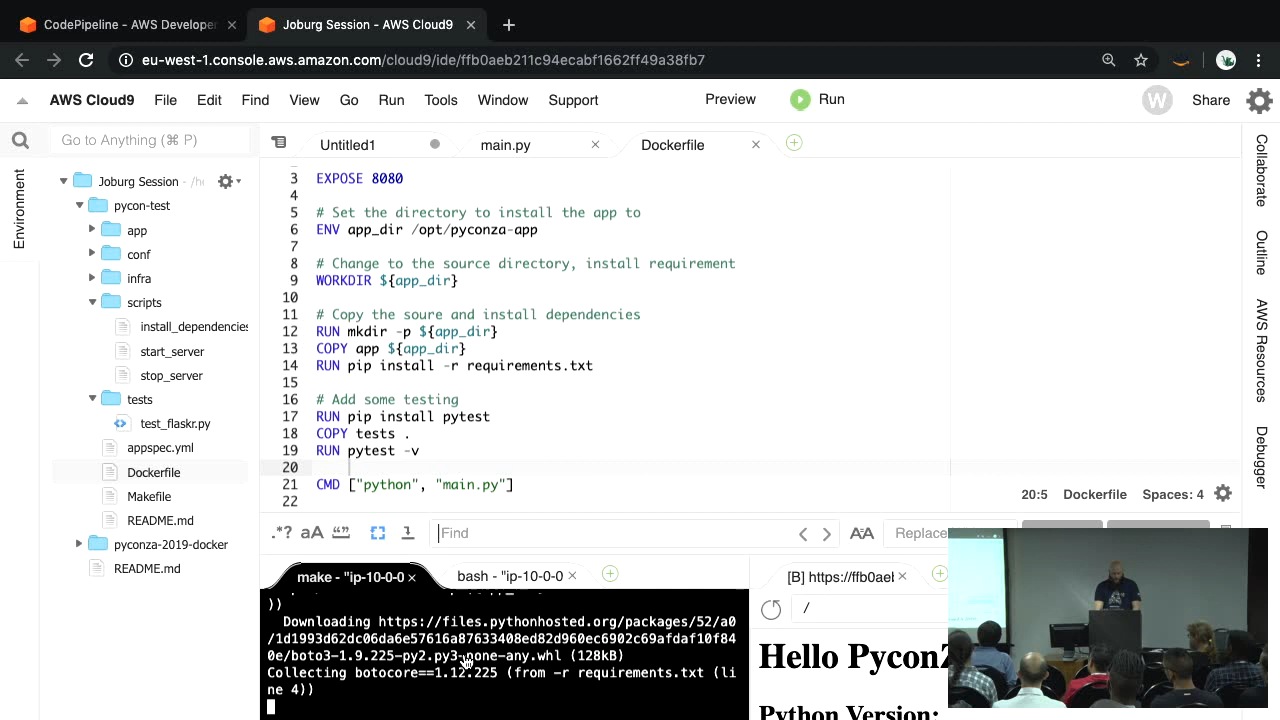 CodePipeline - AWS Developer
Joburg Session - AWS Cloud9
eu-west-1.console.aws.amazon.com/cloud9/ide/ffb0aeb211c94ecabf1662ff49a38fb7
AWS Cloud9 File Edit Find View Go Run Tools Window Support Preview Run W Share
Go to Anything (⌘ P)
Untitled1 main.py Dockerfile
Environment
Joburg Session - /h
pycon-test
app
conf
infra
scripts
install_dependencies
start_server
stop_server
tests
test_flaskr.py
appspec.yml
Dockerfile
Makefile
README.md
pyconza-2019-docker
README.md
3 EXPOSE 8080
4
5 # Set the directory to install the app to
6 ENV app_dir /opt/pyconza-app
7
8 # Change to the source directory, install requirement
9 WORKDIR ${app_dir}
10
11 # Copy the soure and install dependencies
12 RUN mkdir -p ${app_dir}
13 COPY app ${app_dir}
14 RUN pip install -r requirements.txt
15
16 # Add some testing
17 RUN pip install pytest
18 COPY tests .
19 RUN pytest -v
20
21 CMD ["python", "main.py"]
22
20:5 Dockerfile Spaces: 4
Collaborate
Outline
AWS Resources
Debugger
.*? aA Find AA Replace
make - "ip-10-0-0 bash - "ip-10-0-0
))
Downloading https://files.pythonhosted.org/packages/52/a0
/1d1993d62dc06da6e57616a87633408ed82d960ec6902c69afdaf10f84
0e/boto3-1.9.225-py2.py3-none-any.whl (128kB)
Collecting botocore==1.12.225 (from -r requirements.txt (li
ne 4))
[B] https://ffb0ael
/
Hello Pycon
Python Version: